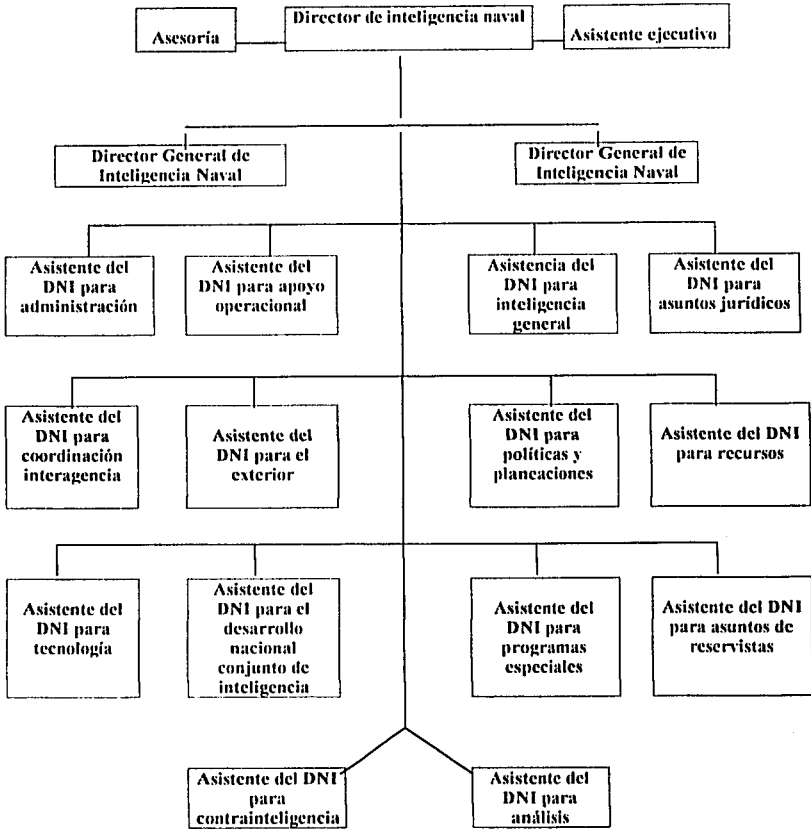 Director de inteligencia naval
Asesoría
Asistente ejecutivo
Director General de
Inteligencia Naval
Director General de
Inteligencia Naval
Asistente del
DNI para
administración
Asistente del
DNI para apoyo
operacional
Asistencia del
DNI para
inteligencia
general
Asistente del
DNI para
asuntos jurídicos
Asistente del
DNI para
coordinación
interagencia
Asistente del
DNI para el
exterior
Asistente del
DNI para
políticas y
planeaciones
Asistente del DNI
para recursos
Asistente del
DNI para
tecnología
Asistente del
DNI para el
desarrollo
nacional
conjunto de
inteligencia
Asistente del
DNI para
programas
especiales
Asistente del DNI
para asuntos de
reservistas
Asistente del DNI
para
contrainteligencia
Asistente del
DNI para
análisis